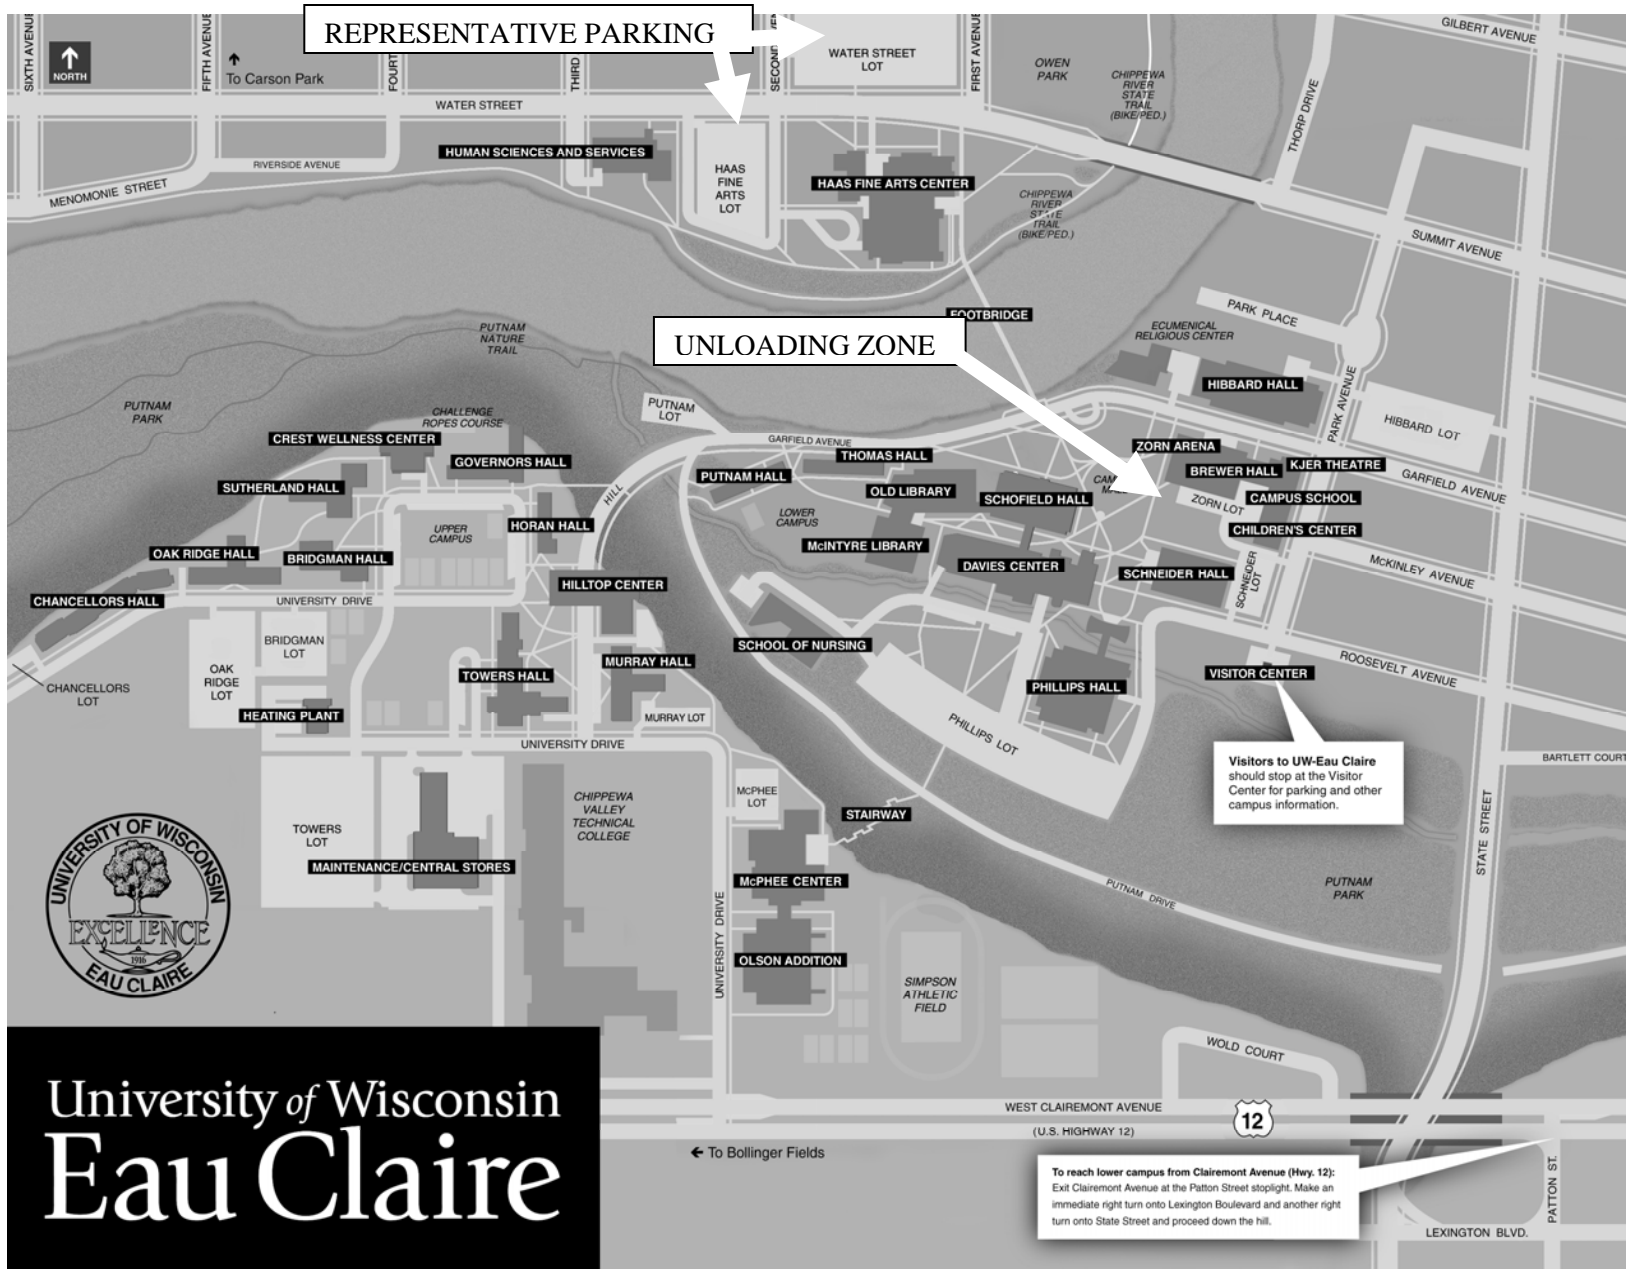 REPRESENTATIVE PARKING
SIXTH AVENUE
NORTH
FIFTH AVENUE
To Carson Park
FOURT
THIRD
SECOND AVEN
WATER STREET
LOT
FIRST AVENUE
OWEN
PARK
CHIPPEWA
RIVER
STATE
TRAIL
(BIKE/PED.)
THORP DRIVE
GILBERT AVENUE
WATER STREET
RIVERSIDE AVENUE
MENOMONIE STREET
HUMAN SCIENCES AND SERVICES
HAAS
FINE
ARTS
LOT
HAAS FINE ARTS CENTER
CHIPPEWA
RIVER
STATE
TRAIL
(BIKE/PED.)
SUMMIT AVENUE
FOOTBRIDGE
UNLOADING ZONE
PARK PLACE
ECUMENICAL
RELIGIOUS CENTER
HIBBARD HALL
PARK AVENUE
HIBBARD LOT
PUTNAM
NATURE
TRAIL
PUTNAM
PARK
PUTNAM
LOT
CHALLENGE
ROPES COURSE
CREST WELLNESS CENTER
GOVERNORS HALL
SUTHERLAND HALL
GARFIELD AVENUE
THOMAS HALL
PUTNAM HALL
OLD LIBRARY
SCHOFIELD HALL
ZORN ARENA
BREWER HALL
KJER THEATRE
GARFIELD AVENUE
ZORN LOT
CAMPUS SCHOOL
CHILDREN'S CENTER
HILL
HORAN HALL
UPPER
CAMPUS
LOWER
CAMPUS
McINTYRE LIBRARY
DAVIES CENTER
SCHNEIDER HALL
SCHNEIDER
LOT
McKINLEY AVENUE
OAK RIDGE HALL
BRIDGMAN HALL
HILLTOP CENTER
CHANCELLORS HALL
UNIVERSITY DRIVE
BRIDGMAN
LOT
OAK
RIDGE
LOT
CHANCELLORS
LOT
HEATING PLANT
TOWERS HALL
MURRAY HALL
MURRAY LOT
SCHOOL OF NURSING
PHILLIPS HALL
PHILLIPS LOT
VISITOR CENTER
ROOSEVELT AVENUE
UNIVERSITY DRIVE
Visitors to UW-Eau Claire
should stop at the Visitor
Center for parking and other
campus information.
BARTLETT COURT
STATE STREET
McPHEE
LOT
CHIPPEWA
VALLEY
TECHNICAL
COLLEGE
STAIRWAY
TOWERS
LOT
MAINTENANCE/CENTRAL STORES
McPHEE CENTER
PUTNAM DRIVE
PUTNAM
PARK
UNIVERSITY DRIVE
OLSON ADDITION
SIMPSON
ATHLETIC
FIELD
UNIVERSITY OF WISCONSIN
EXCELLENCE
1916
EAU CLAIRE
WOLD COURT
University of Wisconsin
Eau Claire
WEST CLAIREMONT AVENUE
(U.S. HIGHWAY 12)
12
To Bollinger Fields
To reach lower campus from Clairemont Avenue (Hwy. 12):
Exit Clairemont Avenue at the Patton Street stoplight. Make an
immediate right turn onto Lexington Boulevard and another right
turn onto State Street and proceed down the hill.
PATTON ST.
LEXINGTON BLVD.